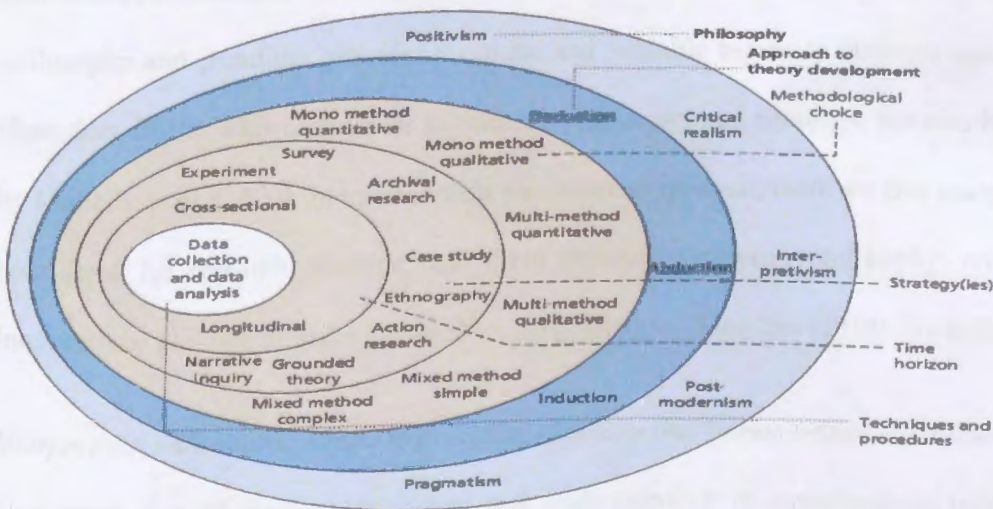 Positivism
Philosophy
Approach to
theory development
Methodological
choice
Deduction
Critical
realism
Mono method
quantitative
Mono method
qualitative
Survey
Experiment
Archival
research
Cross-sectional
Multi-method
quantitative
Data
collection
and data
analysis
Case study
Abduction
Inter-
pretivism
Strategy(ies)
Ethnography
Multi-method
qualitative
Longitudinal
Action
research
Time
horizon
Narrative
inquiry
Grounded
theory
Mixed method
simple
Mixed method
complex
Induction
Post-
modernism
Techniques and
procedures
Pragmatism